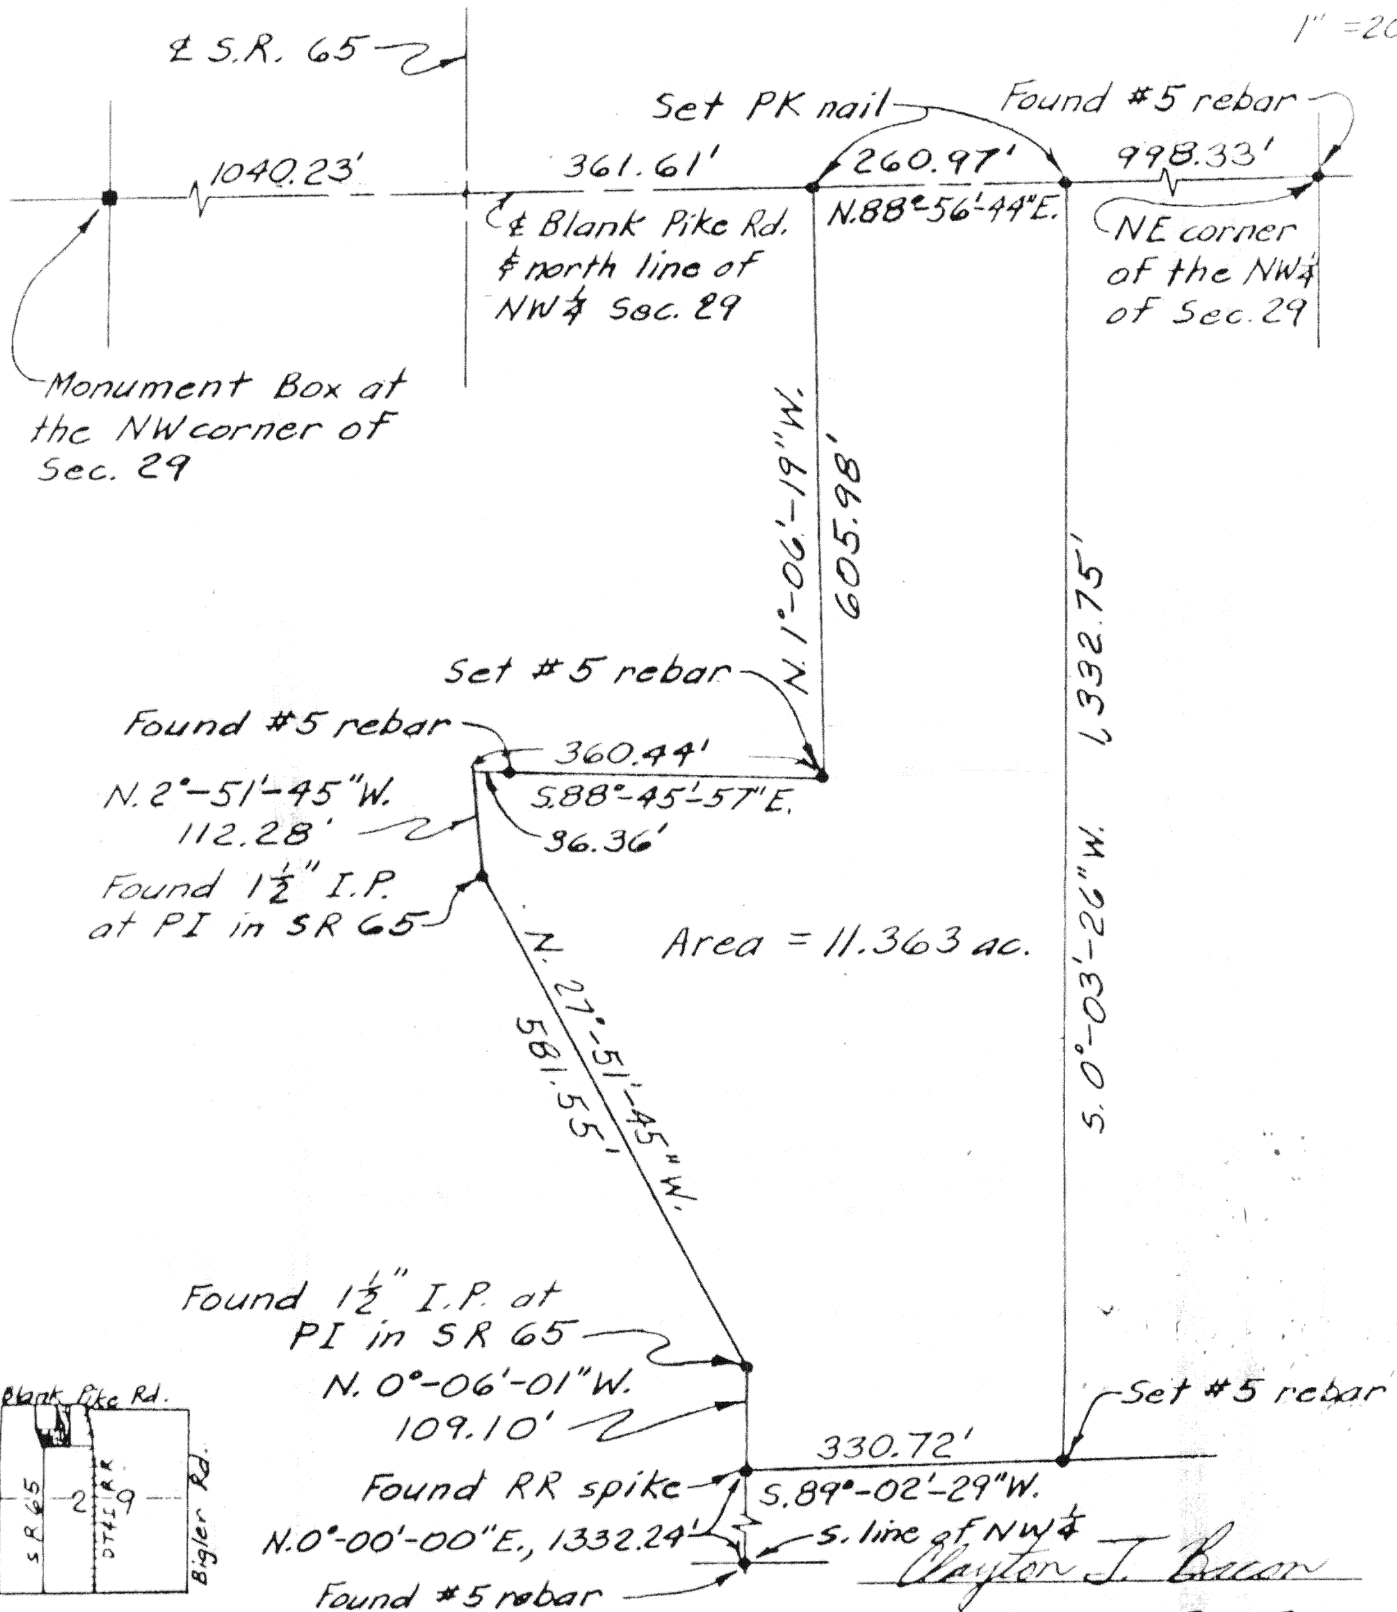 1" =20
℄ S.R. 65
Set PK nail
Found #5 rebar
1040.23'
361.61'
260.97'
998.33'
N.88°-56'-44"E.
℄ Blank Pike Rd.
& north line of
NW ¼ Sec. 29
NE corner
of the NW¼
of Sec. 29
Monument Box at
the NW corner of
Sec. 29
N. 1°-06'-19" W.
605.98'
S. 0°-03'-26" W. 1,332.75'
Set #5 rebar
Found #5 rebar
360.44'
S.88°-45'-57"E.
N. 2°-51'-45"W.
112.28'
36.36'
Found 1½" I.P.
at PI in SR 65
Area = 11.363 ac.
N. 27°-51'-45" W.
581.55'
Found 1½" I.P. at
PI in SR 65
N. 0°-06'-01"W.
109.10'
Set #5 rebar
330.72'
Found RR spike
S.89°-02'-29"W.
N.0°-00'-00"E., 1332.24'
s. line of NW ¼
Found #5 rebar
Clayton J. Bacon
Blank Pike Rd.
SR 65
29
DT&I RR
Bigler Rd.